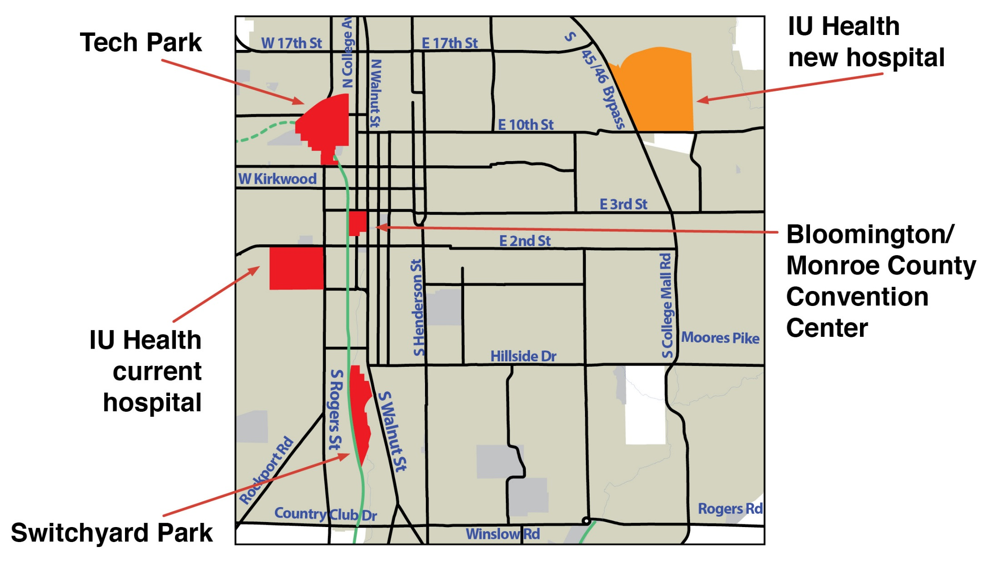 Tech Park
IU Health
new hospital
W 17th St
N College Av
E 17th St
S
45/46 Bypass
N Walnut St
E 10th St
W Kirkwood
E 3rd St
Bloomington/
Monroe County
Convention
Center
E 2nd St
S Henderson St
S College Mall Rd
IU Health
current
hospital
Moores Pike
Hillside Dr
S Rogers St
S Walnut St
Rockport Rd
Country Club Dr
Rogers Rd
Switchyard Park
Winslow Rd